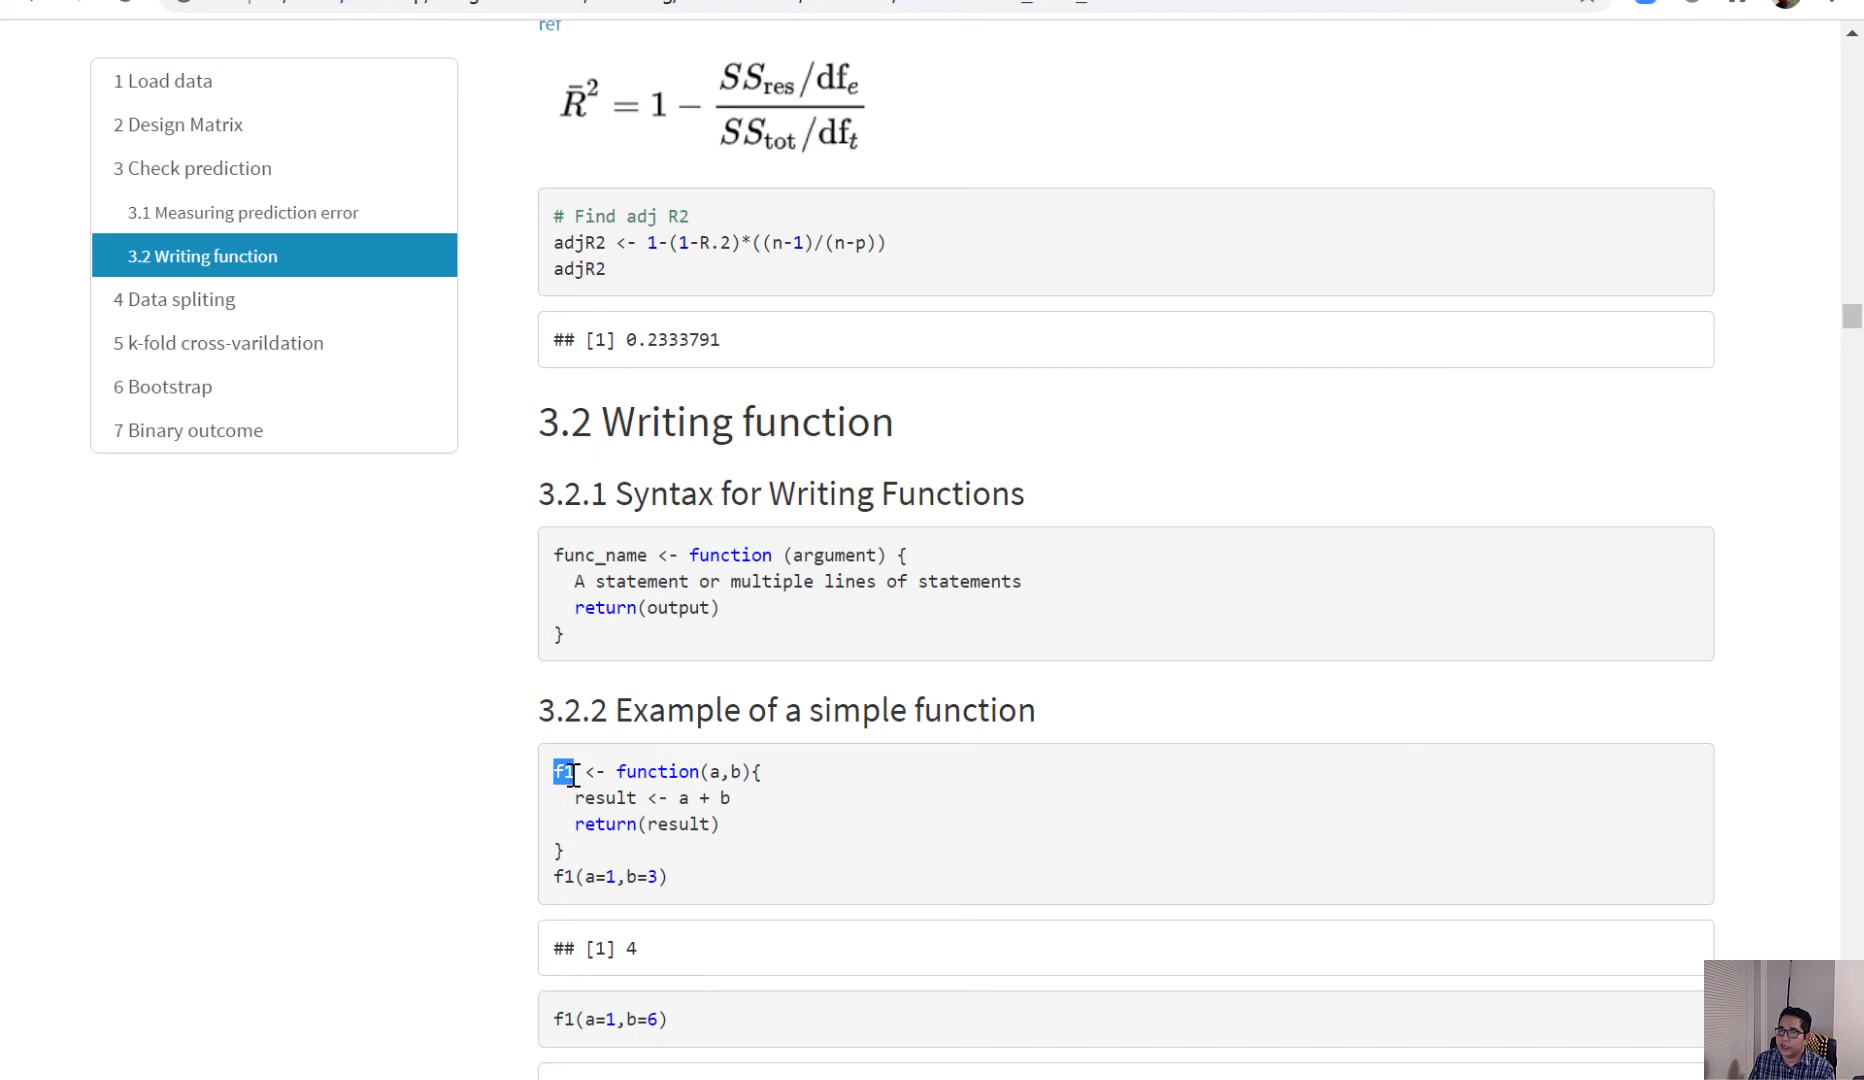 ref
1 Load data
2 Design Matrix
3 Check prediction
3.1 Measuring prediction error
3.2 Writing function
4 Data spliting
5 k-fold cross-varildation
6 Bootstrap
7 Binary outcome
R̄² = 1 − (SS_res/df_e)/(SS_tot/df_t)
# Find adj R2
adjR2 <- 1-(1-R.2)*((n-1)/(n-p))
adjR2
## [1] 0.2333791
3.2 Writing function
3.2.1 Syntax for Writing Functions
func_name <- function (argument) {
  A statement or multiple lines of statements
  return(output)
}
3.2.2 Example of a simple function
f1 <- function(a,b){
  result <- a + b
  return(result)
}
f1(a=1,b=3)
## [1] 4
f1(a=1,b=6)